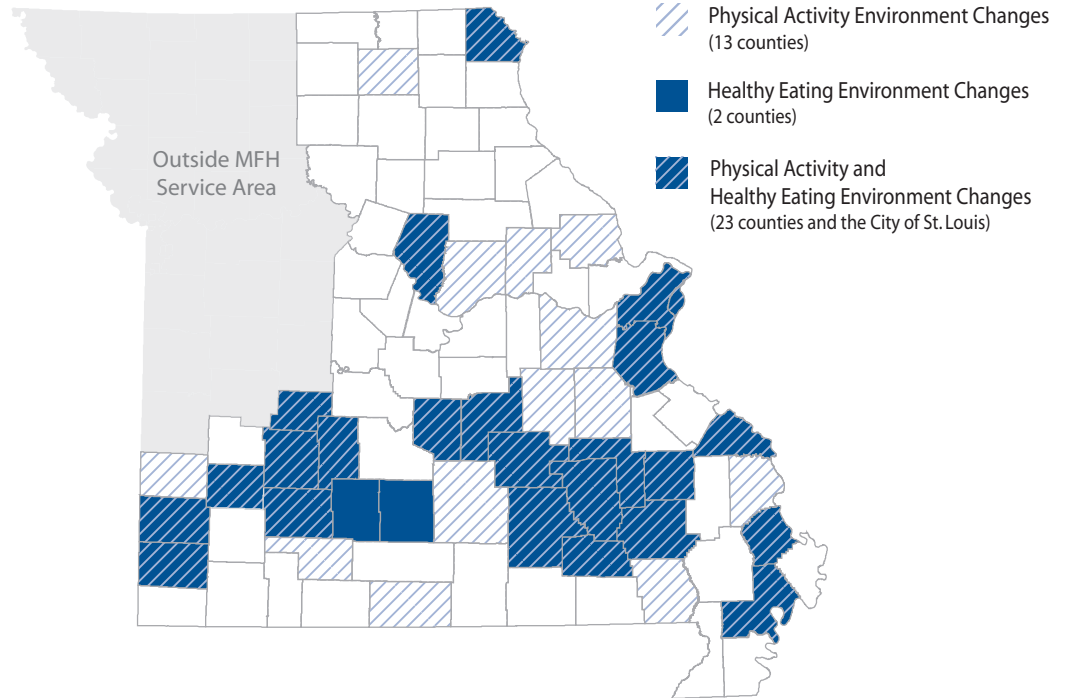 Physical Activity Environment Changes
(13 counties)
Healthy Eating Environment Changes
(2 counties)
Outside MFH
Service Area
Physical Activity and
Healthy Eating Environment Changes
(23 counties and the City of St. Louis)